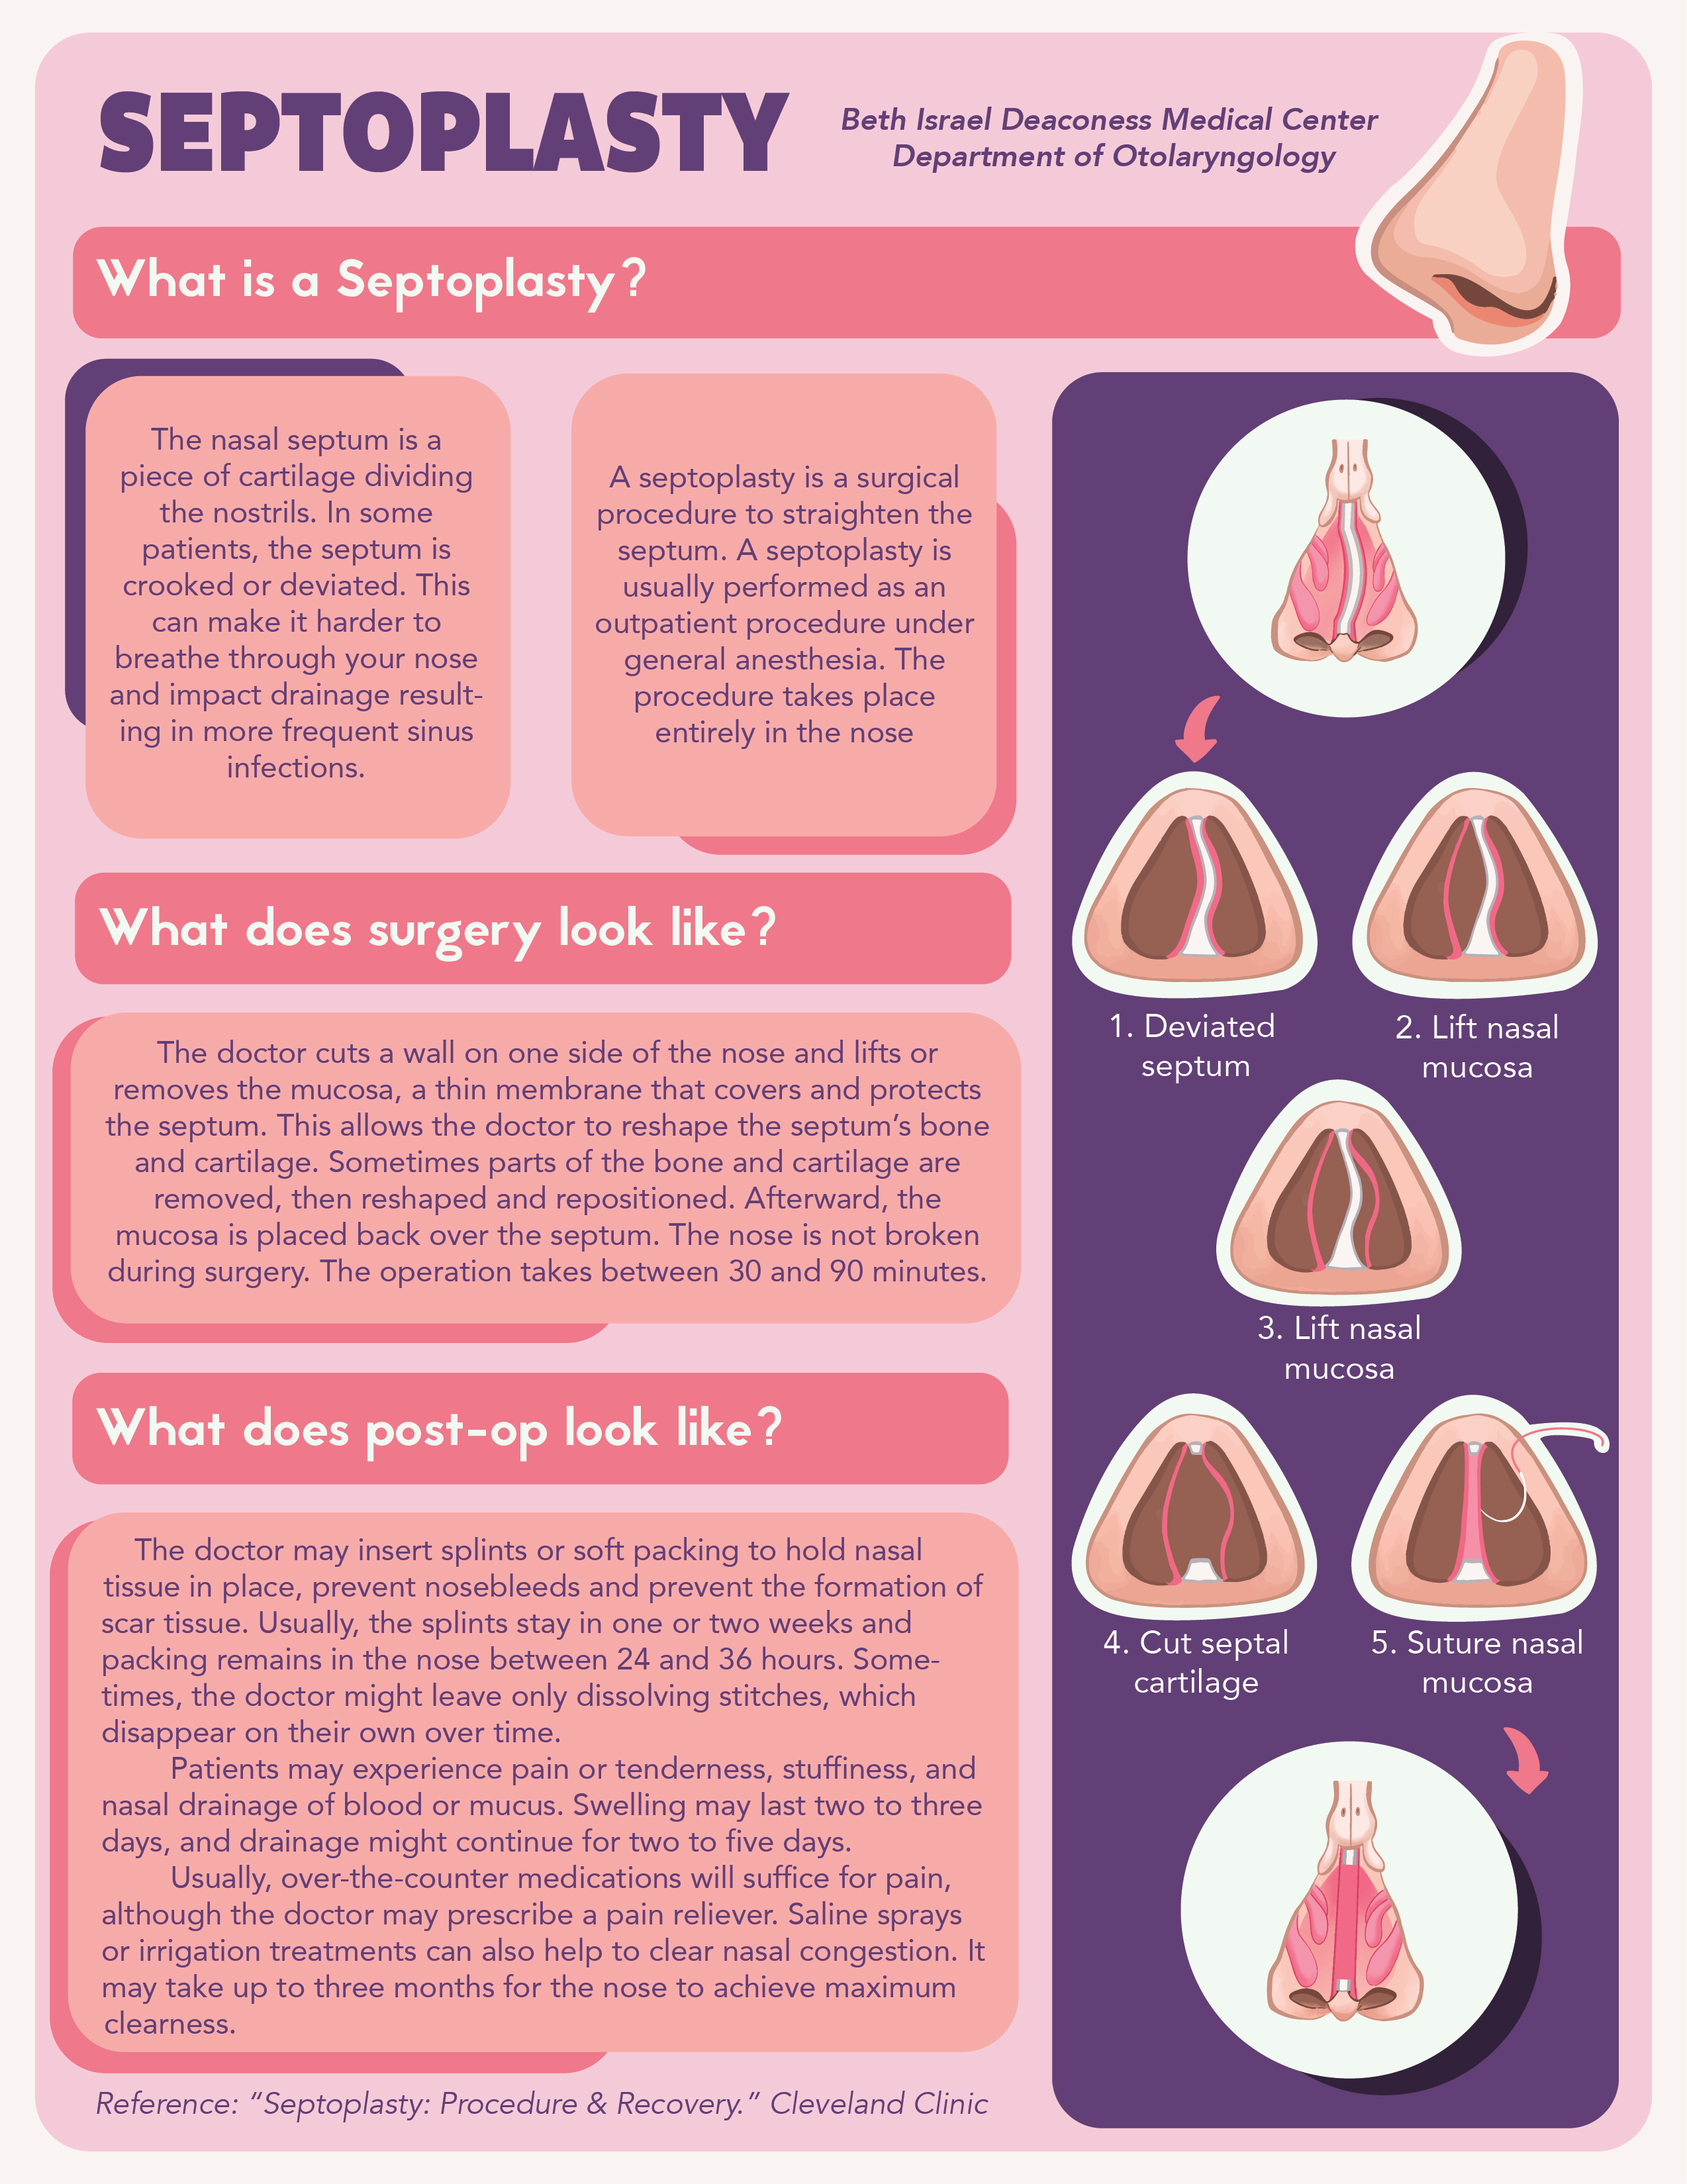 SEPTOPLASTY
Beth Israel Deaconess Medical Center
Department of Otolaryngology
What is a Septoplasty?
The nasal septum is a
piece of cartilage dividing
the nostrils. In some
patients, the septum is
crooked or deviated. This
can make it harder to
breathe through your nose
and impact drainage result-
ing in more frequent sinus
infections.
A septoplasty is a surgical
procedure to straighten the
septum. A septoplasty is
usually performed as an
outpatient procedure under
general anesthesia. The
procedure takes place
entirely in the nose
What does surgery look like?
The doctor cuts a wall on one side of the nose and lifts or
removes the mucosa, a thin membrane that covers and protects
the septum. This allows the doctor to reshape the septum’s bone
and cartilage. Sometimes parts of the bone and cartilage are
removed, then reshaped and repositioned. Afterward, the
mucosa is placed back over the septum. The nose is not broken
during surgery. The operation takes between 30 and 90 minutes.
What does post-op look like?
The doctor may insert splints or soft packing to hold nasal
tissue in place, prevent nosebleeds and prevent the formation of
scar tissue. Usually, the splints stay in one or two weeks and
packing remains in the nose between 24 and 36 hours. Some-
times, the doctor might leave only dissolving stitches, which
disappear on their own over time.
Patients may experience pain or tenderness, stuffiness, and
nasal drainage of blood or mucus. Swelling may last two to three
days, and drainage might continue for two to five days.
Usually, over-the-counter medications will suffice for pain,
although the doctor may prescribe a pain reliever. Saline sprays
or irrigation treatments can also help to clear nasal congestion. It
may take up to three months for the nose to achieve maximum
clearness.
Reference: “Septoplasty: Procedure & Recovery.” Cleveland Clinic
1. Deviated
septum
2. Lift nasal
mucosa
3. Lift nasal
mucosa
4. Cut septal
cartilage
5. Suture nasal
mucosa